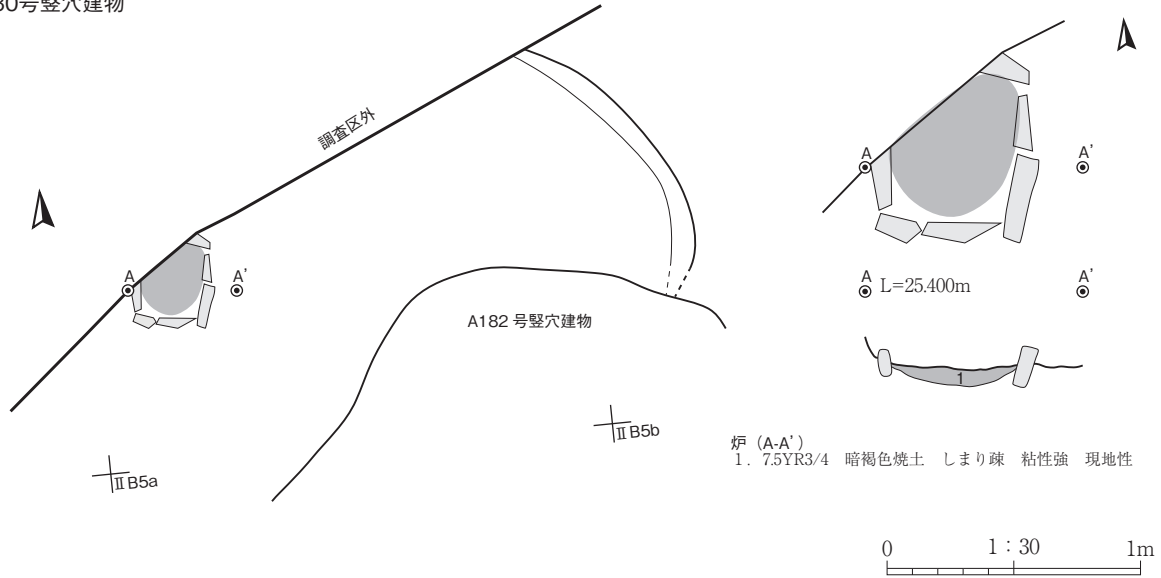 30号竪穴建物
調査区外
A
A'
A182 号竪穴建物
ⅡB5a
ⅡB5b
A
A'
A L=25.400m A'
1
炉（A-A'）
1．7.5YR3/4　暗褐色焼土　しまり疎　粘性強　現地性
0 1：30 1m